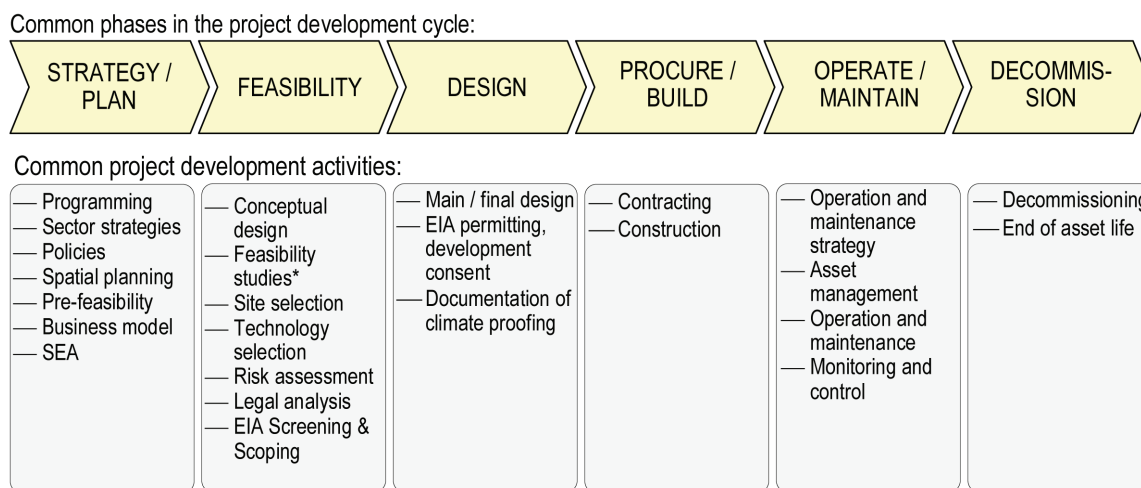 Common phases in the project development cycle:
STRATEGY /
PLAN
FEASIBILITY
DESIGN
PROCURE /
BUILD
OPERATE /
MAINTAIN
DECOMMIS-
SION
Common project development activities:
— Programming
— Sector strategies
— Policies
— Spatial planning
— Pre-feasibility
— Business model
— SEA
— Conceptual
design
— Feasibility
studies*
— Site selection
— Technology
selection
— Risk assessment
— Legal analysis
— EIA Screening &
Scoping
— Main / final design
— EIA permitting,
development
consent
— Documentation of
climate proofing
— Contracting
— Construction
— Operation and
maintenance
strategy
— Asset
management
— Operation and
maintenance
— Monitoring and
control
— Decommissioning
— End of asset life